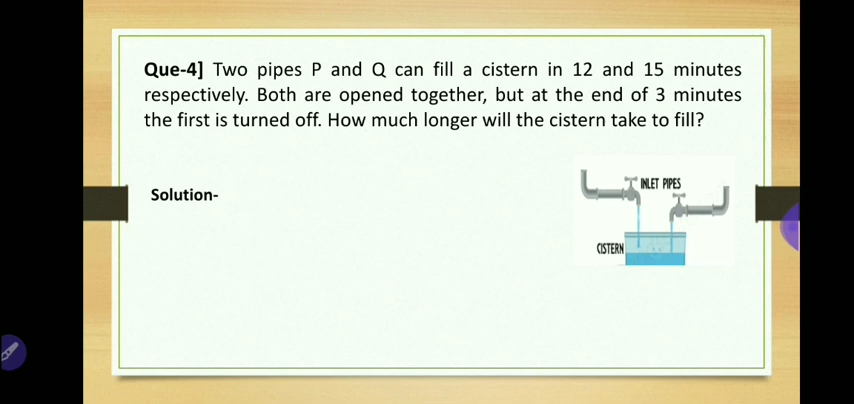 Que-4] Two pipes P and Q can fill a cistern in 12 and 15 minutes
respectively. Both are opened together, but at the end of 3 minutes
the first is turned off. How much longer will the cistern take to fill?
Solution-
INLET PIPES
CISTERN